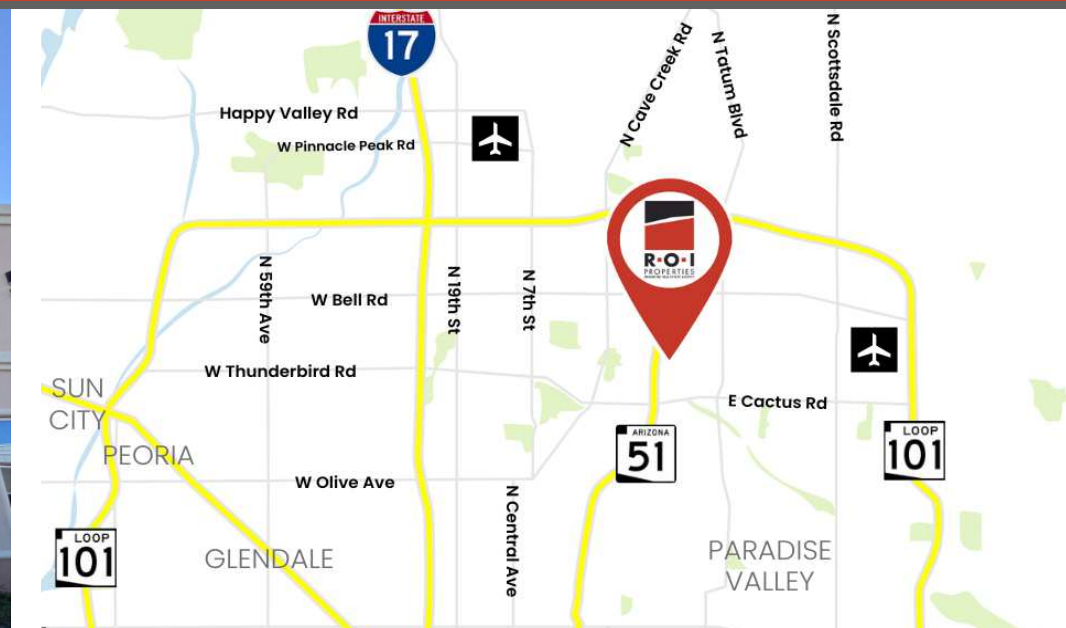 INTERSTATE
17
Happy Valley Rd
W Pinnacle Peak Rd
N Cave Creek Rd
N Tatum Blvd
N Scottsdale Rd
R•O•I
PROPERTIES
N 59th Ave
N 19th St
N 7th St
W Bell Rd
W Thunderbird Rd
SUN
CITY
PEORIA
E Cactus Rd
ARIZONA
51
LOOP
101
W Olive Ave
N Central Ave
LOOP
101
GLENDALE
PARADISE
VALLEY